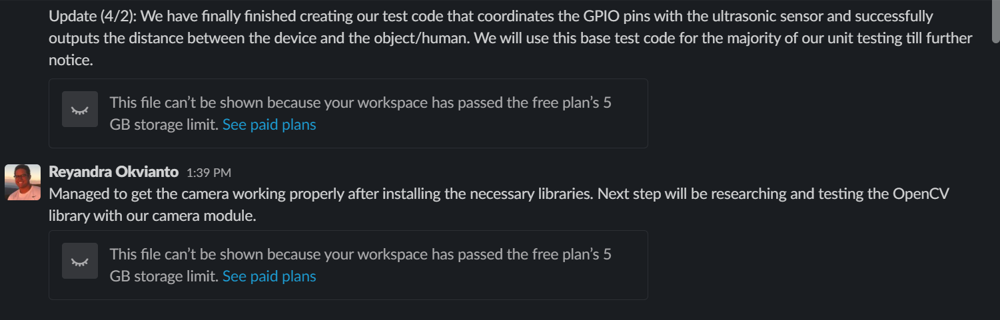 Update (4/2): We have finally finished creating our test code that coordinates the GPIO pins with the ultrasonic sensor and successfully
outputs the distance between the device and the object/human. We will use this base test code for the majority of our unit testing till further
notice.
This file can’t be shown because your workspace has passed the free plan’s 5
GB storage limit. See paid plans
Reyandra Okvianto 1:39 PM
Managed to get the camera working properly after installing the necessary libraries. Next step will be researching and testing the OpenCV
library with our camera module.
This file can’t be shown because your workspace has passed the free plan’s 5
GB storage limit. See paid plans